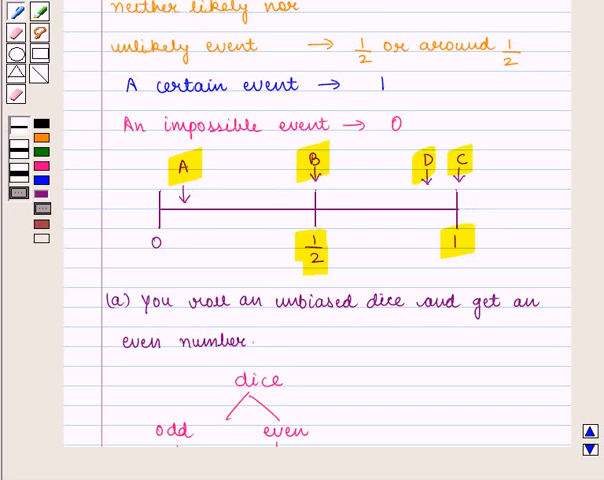 neither likely nor
unlikely event → 1/2 or around 1/2
A certain event → 1
An impossible event → 0
A B D C
0 1/2 1
(a) You roll an unbiased dice and get an
even number.
dice
odd even